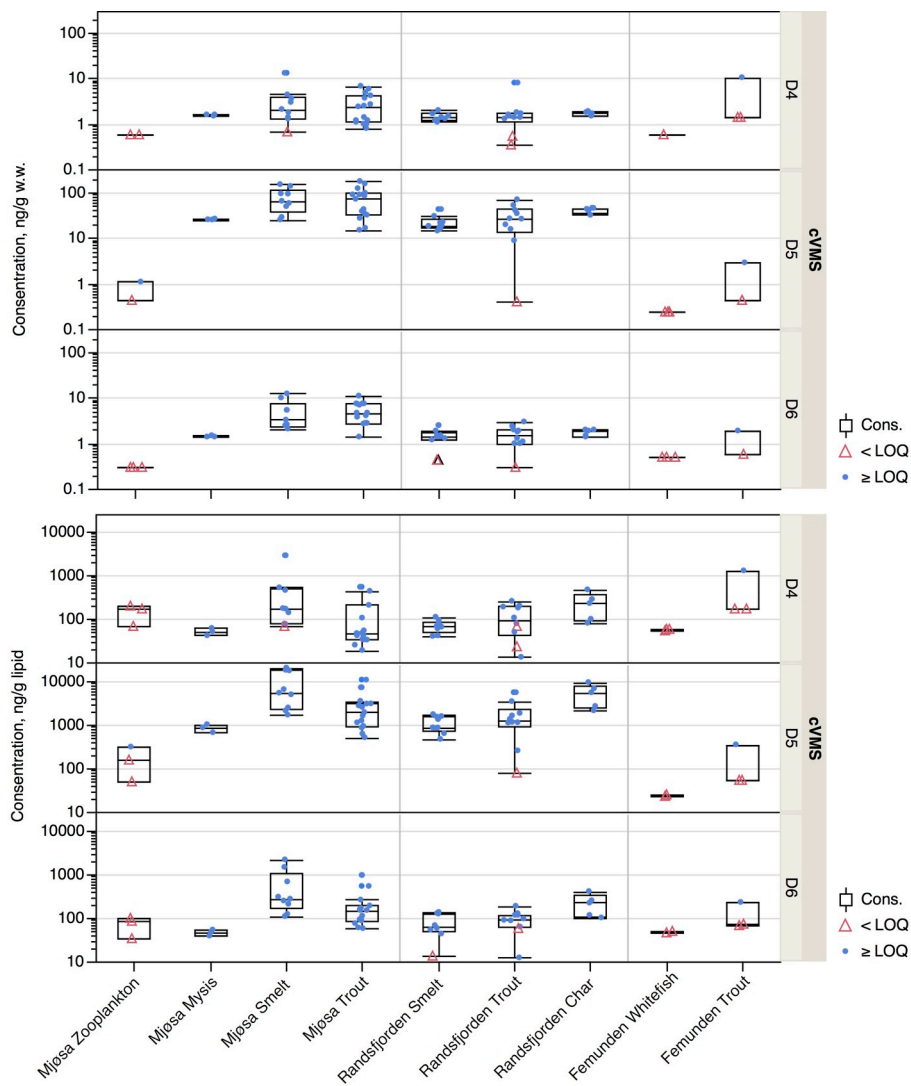 Consentration, ng/g w.w.
100
10
1
0.1
D4
100
10
1
0.1
D5
100
10
1
0.1
D6
cVMS
Cons.
< LOQ
≥ LOQ
Consentration, ng/g lipid
10000
1000
100
10
D4
10000
1000
100
10
D5
10000
1000
100
10
D6
cVMS
Cons.
< LOQ
≥ LOQ
Mjøsa Zooplankton
Mjøsa Mysis
Mjøsa Smelt
Mjøsa Trout
Randsfjorden Smelt
Randsfjorden Trout
Randsfjorden Char
Femunden Whitefish
Femunden Trout